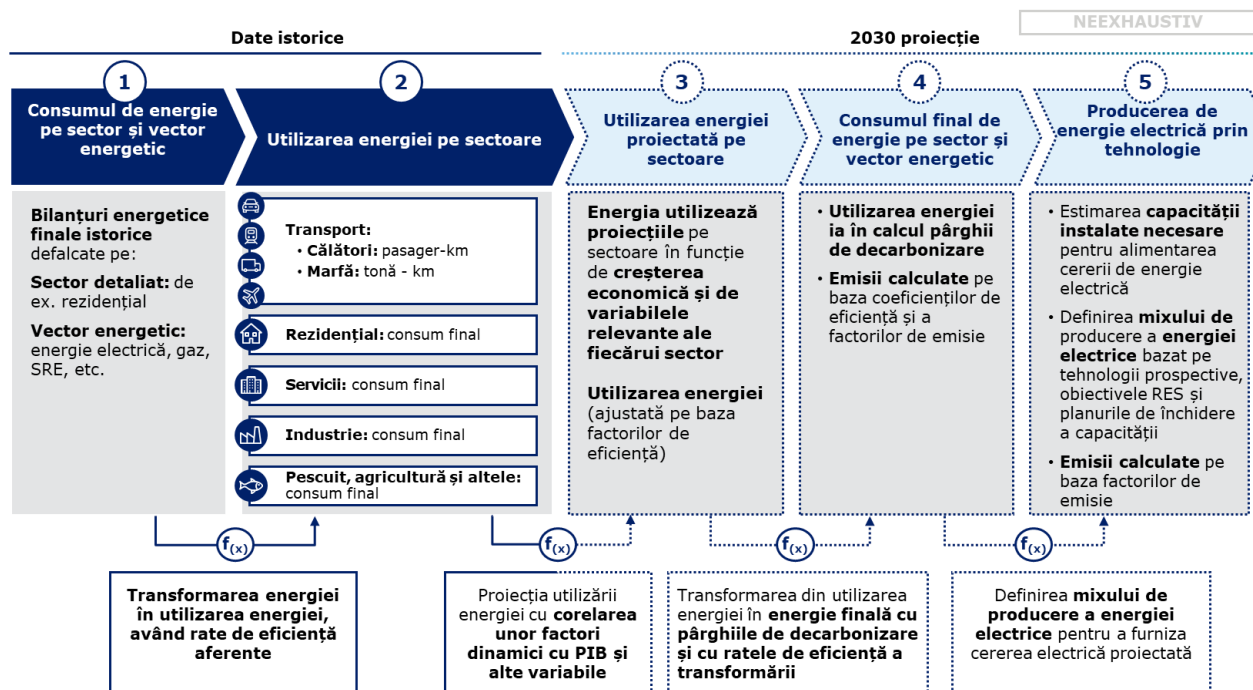 NEEXHAUSTIV
Date istorice
2030 proiecție
1
Consumul de energie
pe sector și vector
energetic
2
Utilizarea energiei pe sectoare
3
Utilizarea energiei
proiectată pe
sectoare
4
Consumul final de
energie pe sector și
vector energetic
5
Producerea de
energie electrică prin
tehnologie
Bilanțuri energetice
finale istorice
defalcate pe:
Sector detaliat: de
ex. rezidențial
Vector energetic:
energie electrică, gaz,
SRE, etc.
Transport:
• Călători: pasager-km
• Marfă: tonă - km
Rezidențial: consum final
Servicii: consum final
Industrie: consum final
Pescuit, agricultură și altele:
consum final
Energia utilizează
proiecțiile pe
sectoare în funcție
de creșterea
economică și de
variabilele
relevante ale
fiecărui sector
Utilizarea energiei
(ajustată pe baza
factorilor de
eficiență)
• Utilizarea energiei
ia în calcul pârghii
de decarbonizare
• Emisii calculate pe
baza coeficienților de
eficiență și a
factorilor de emisie
• Estimarea capacității
instalate necesare
pentru alimentarea
cererii de energie
electrică
• Definirea mixului de
producere a energiei
electrice bazat pe
tehnologii prospective,
obiectivele RES și
planurile de închidere
a capacității
• Emisii calculate pe
baza factorilor de
emisie
f(x)
f(x)
f(x)
f(x)
Transformarea energiei
în utilizarea energiei,
având rate de eficiență
aferente
Proiecția utilizării
energiei cu corelarea
unor factori
dinamici cu PIB și
alte variabile
Transformarea din utilizarea
energiei în energie finală cu
pârghiile de decarbonizare
și cu ratele de eficiență a
transformării
Definirea mixului de
producere a energiei
electrice pentru a furniza
cererea electrică proiectată